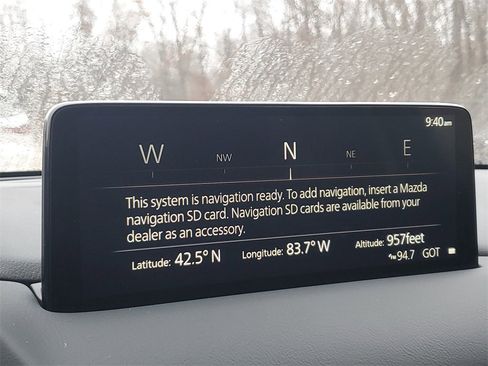 9:40am
W NW N NE E
This system is navigation ready. To add navigation, insert a Mazda
navigation SD card. Navigation SD cards are available from your
dealer as an accessory.
Latitude: 42.5° N Longitude: 83.7° W Altitude: 957feet
94.7 GOT